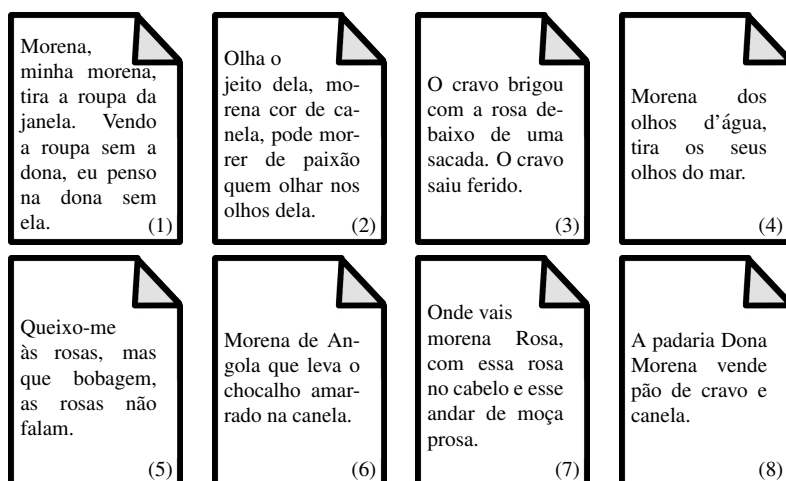 Morena,
minha morena,
tira a roupa da
janela. Vendo
a roupa sem a
dona, eu penso
na dona sem
ela.
(1)
Olha o
jeito dela, mo-
rena cor de ca-
nela, pode mor-
rer de paixão
quem olhar nos
olhos dela.
(2)
O cravo brigou
com a rosa de-
baixo de uma
sacada. O cravo
saiu ferido.
(3)
Morena dos
olhos d'água,
tira os seus
olhos do mar.
(4)
Queixo-me
às rosas, mas
que bobagem,
as rosas não
falam.
(5)
Morena de An-
gola que leva o
chocalho amar-
rado na canela.
(6)
Onde vais
morena Rosa,
com essa rosa
no cabelo e esse
andar de moça
prosa.
(7)
A padaria Dona
Morena vende
pão de cravo e
canela.
(8)